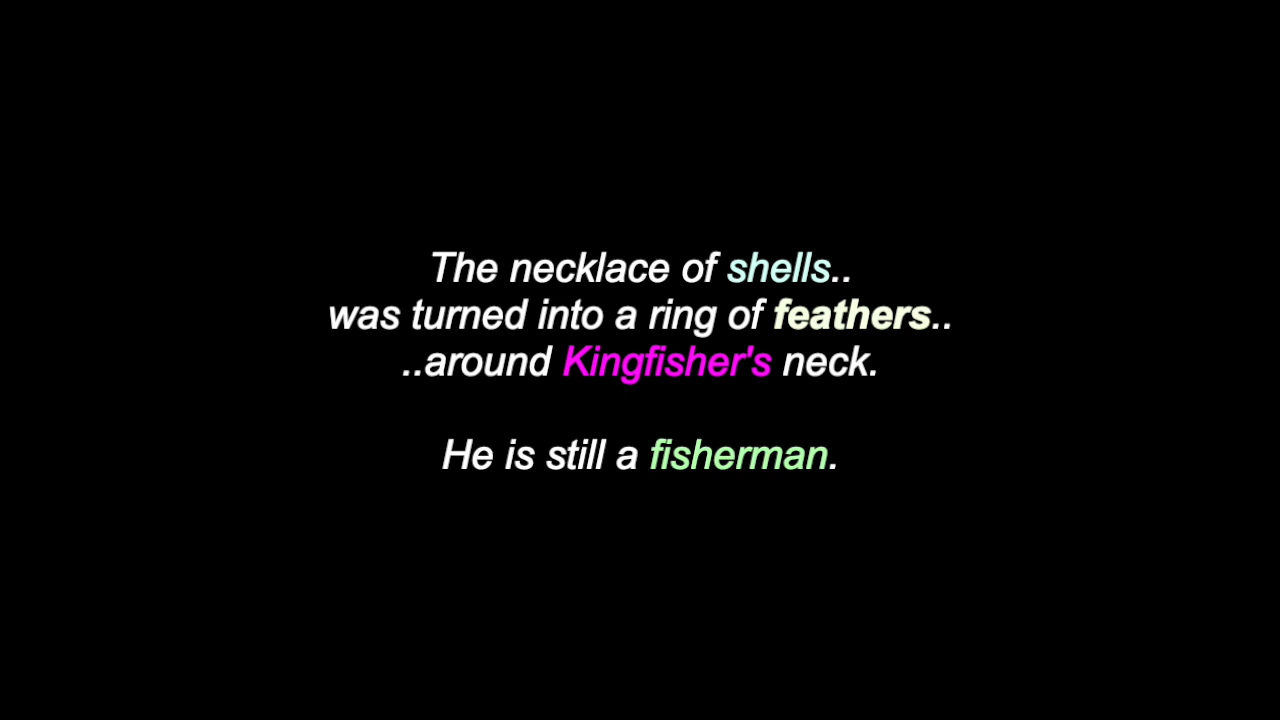 The necklace of shells..
was turned into a ring of feathers..
..around Kingfisher's neck.
He is still a fisherman.